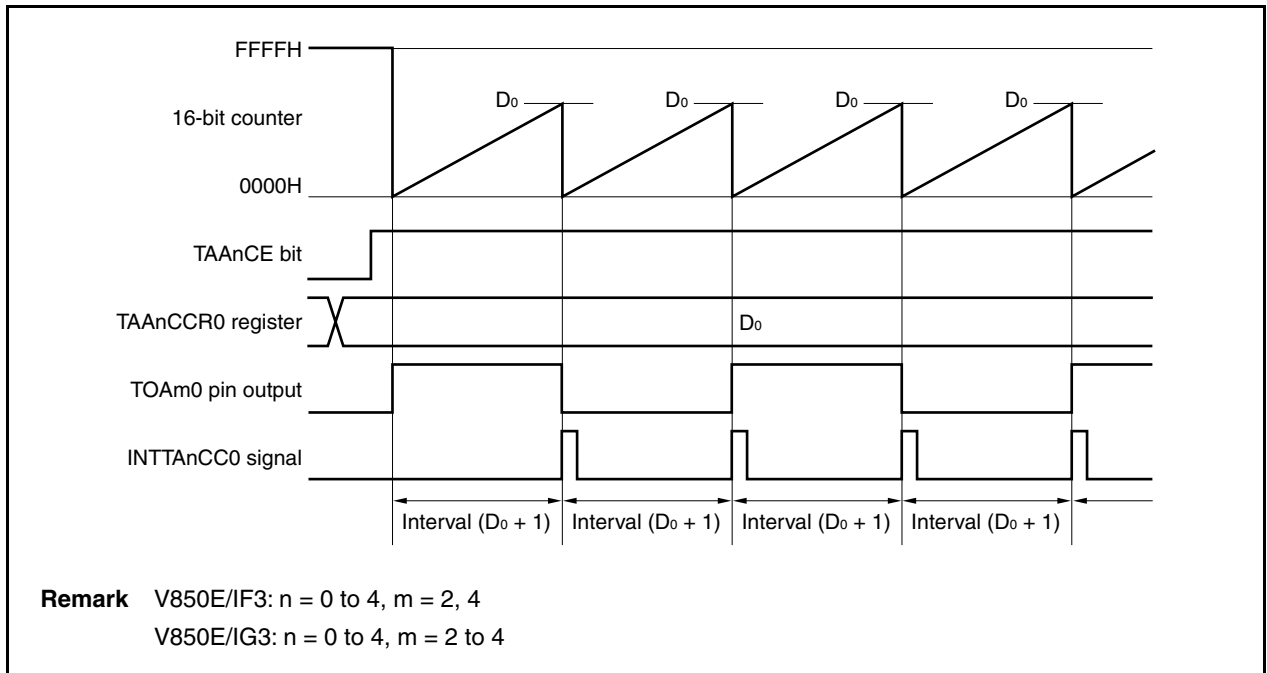 FFFFH
D0 D0 D0 D0
16-bit counter
0000H
TAAnCE bit
TAAnCCR0 register D0
TOAm0 pin output
INTTAnCC0 signal
Interval (D0 + 1) Interval (D0 + 1) Interval (D0 + 1) Interval (D0 + 1)
Remark V850E/IF3: n = 0 to 4, m = 2, 4
V850E/IG3: n = 0 to 4, m = 2 to 4